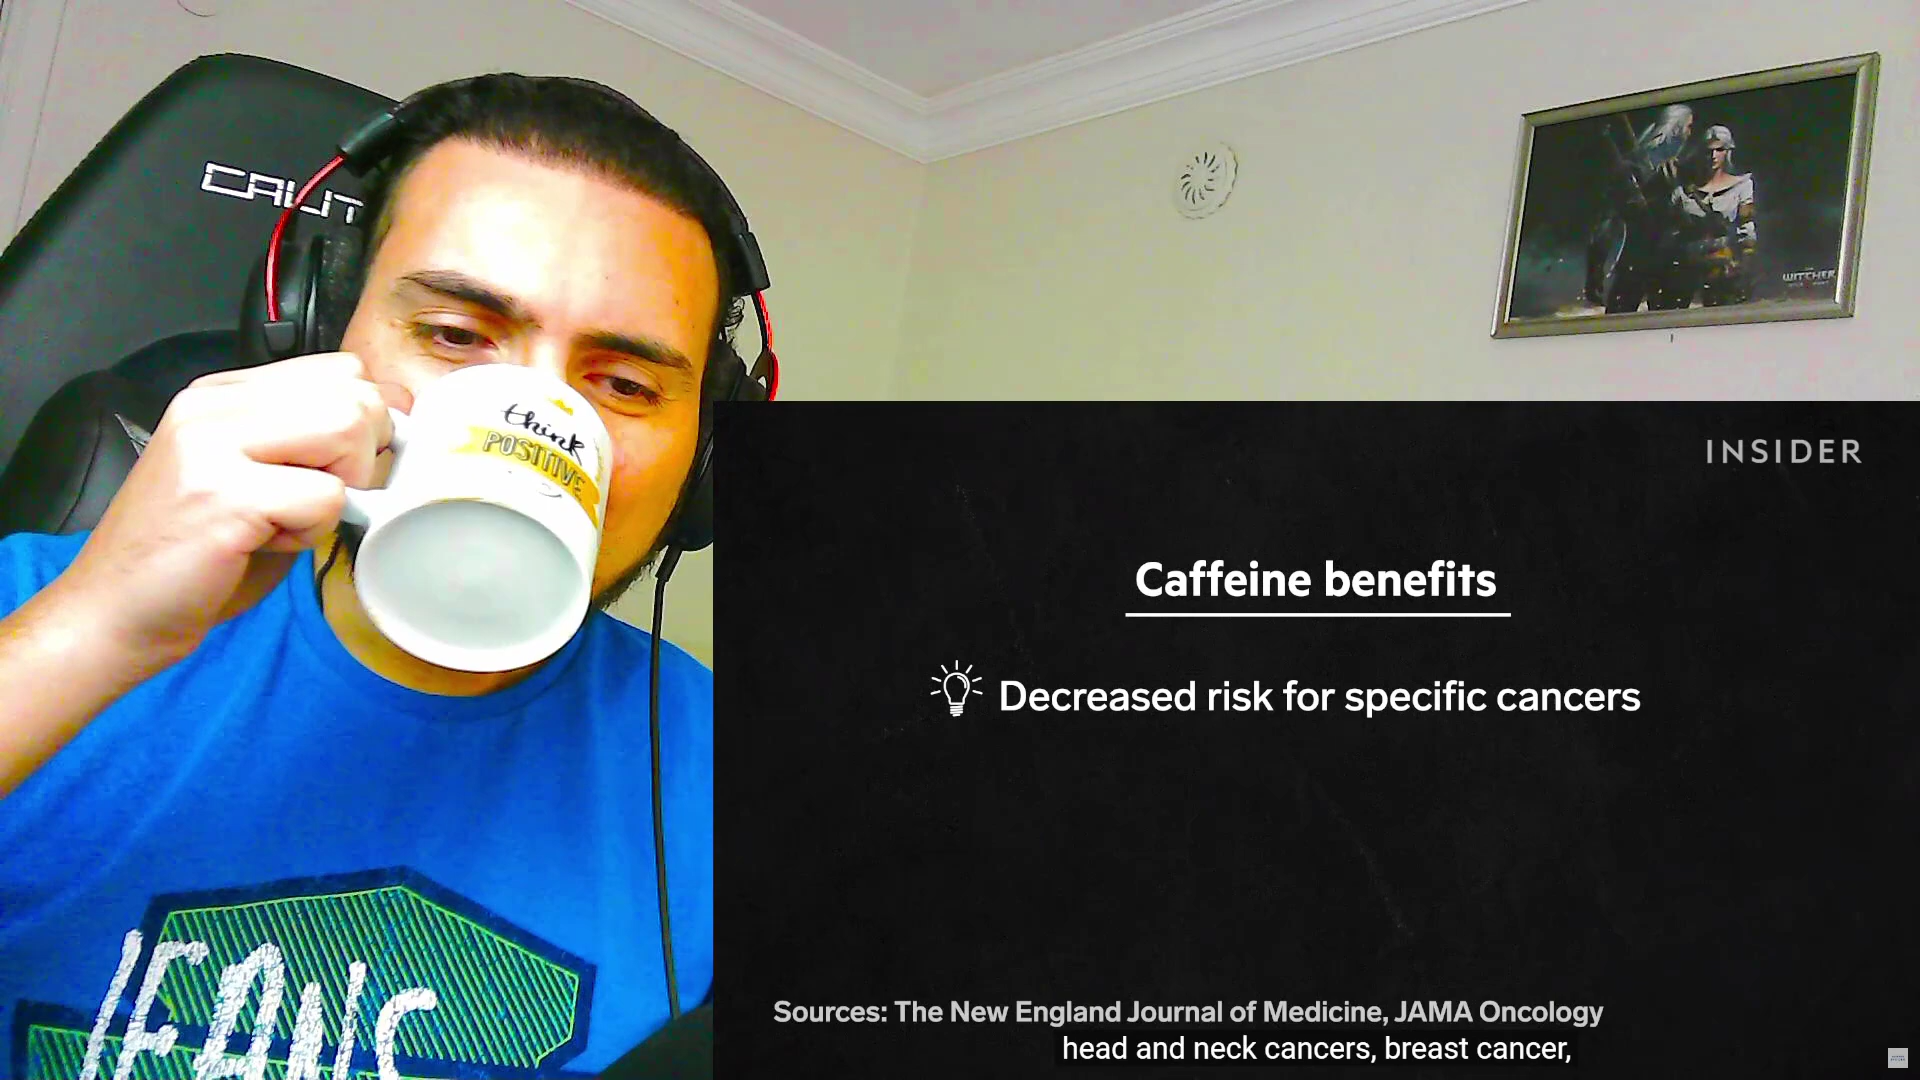 CALIT
think
POSITIVE
WITCHER
INSIDER
Caffeine benefits
Decreased risk for specific cancers
Sources: The New England Journal of Medicine, JAMA Oncology
head and neck cancers, breast cancer,
JEANS